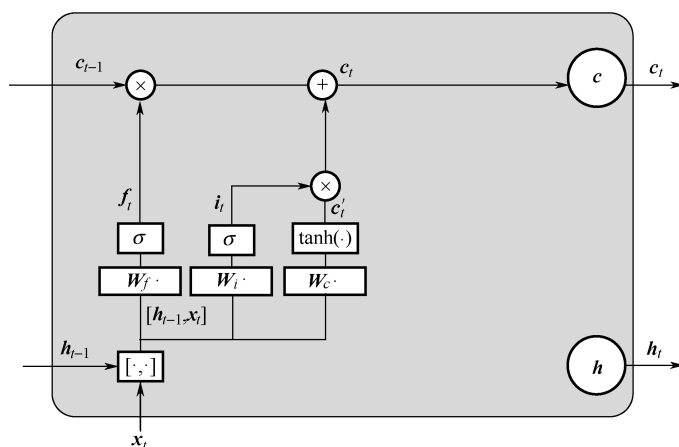 c_{t-1}
c_t
c
c_t
×
+
f_t
i_t
×
c'_t
σ
σ
tanh(·)
W_f ·
W_i ·
W_c ·
[h_{t-1},x_t]
h_{t-1}
[·,·]
h
h_t
x_t